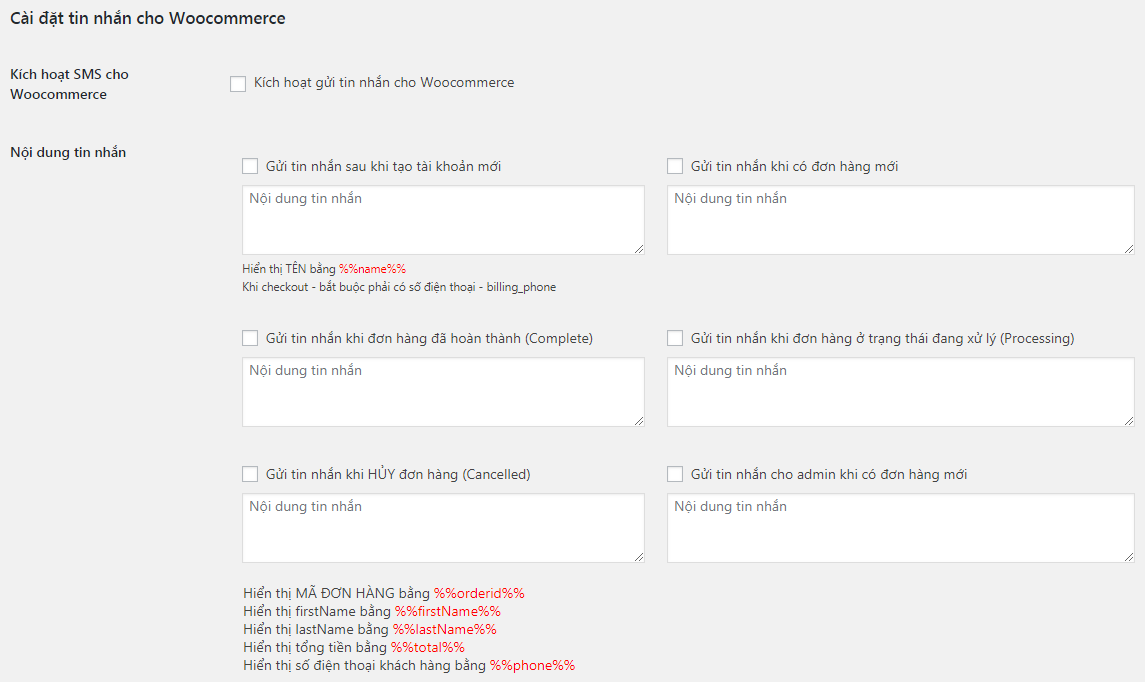 Cài đặt tin nhắn cho Woocommerce
Kích hoạt SMS cho
Woocommerce
Kích hoạt gửi tin nhắn cho Woocommerce
Nội dung tin nhắn
Gửi tin nhắn sau khi tạo tài khoản mới
Gửi tin nhắn khi có đơn hàng mới
Nội dung tin nhắn
Nội dung tin nhắn
Hiển thị TÊN bằng %%name%%
Khi checkout - bắt buộc phải có số điện thoại - billing_phone
Gửi tin nhắn khi đơn hàng đã hoàn thành (Complete)
Gửi tin nhắn khi đơn hàng ở trạng thái đang xử lý (Processing)
Nội dung tin nhắn
Nội dung tin nhắn
Gửi tin nhắn khi HỦY đơn hàng (Cancelled)
Gửi tin nhắn cho admin khi có đơn hàng mới
Nội dung tin nhắn
Nội dung tin nhắn
Hiển thị MÃ ĐƠN HÀNG bằng %%orderid%%
Hiển thị firstName bằng %%firstName%%
Hiển thị lastName bằng %%lastName%%
Hiển thị tổng tiền bằng %%total%%
Hiển thị số điện thoại khách hàng bằng %%phone%%